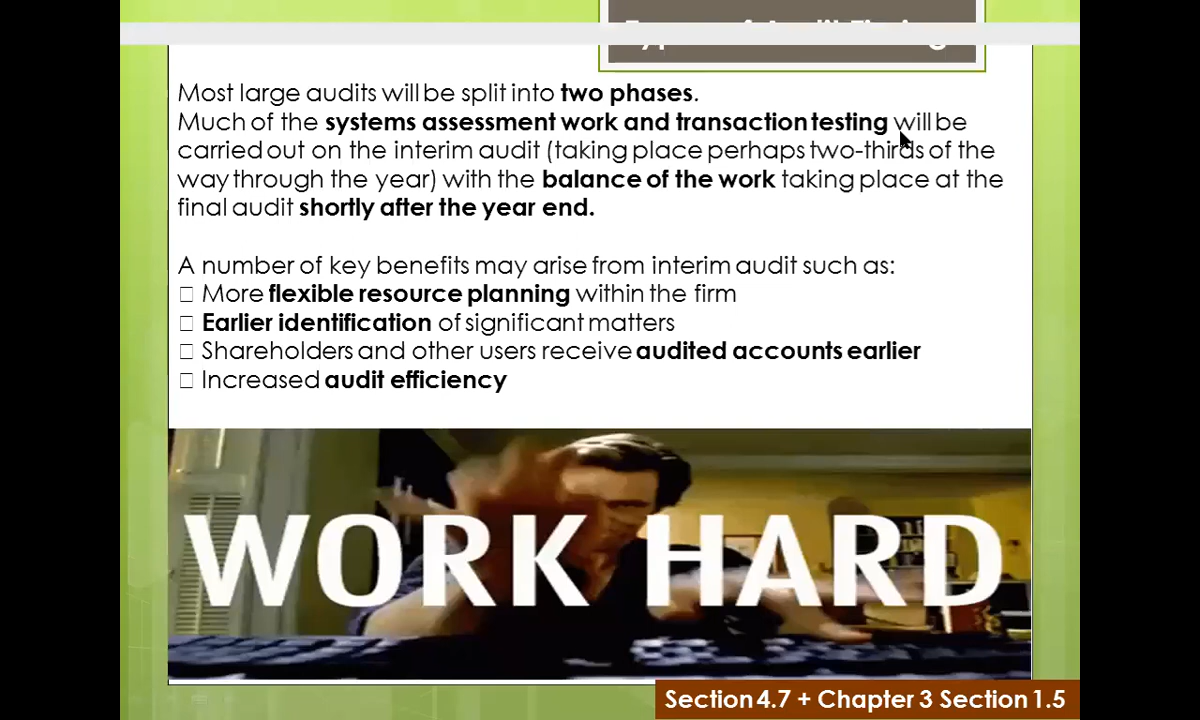 Most large audits will be split into two phases.
Much of the systems assessment work and transaction testing will be
carried out on the interim audit (taking place perhaps two-thirds of the
way through the year) with the balance of the work taking place at the
final audit shortly after the year end.
A number of key benefits may arise from interim audit such as:
□ More flexible resource planning within the firm
□ Earlier identification of significant matters
□ Shareholders and other users receive audited accounts earlier
□ Increased audit efficiency
WORK HARD
Section 4.7 + Chapter 3 Section 1.5